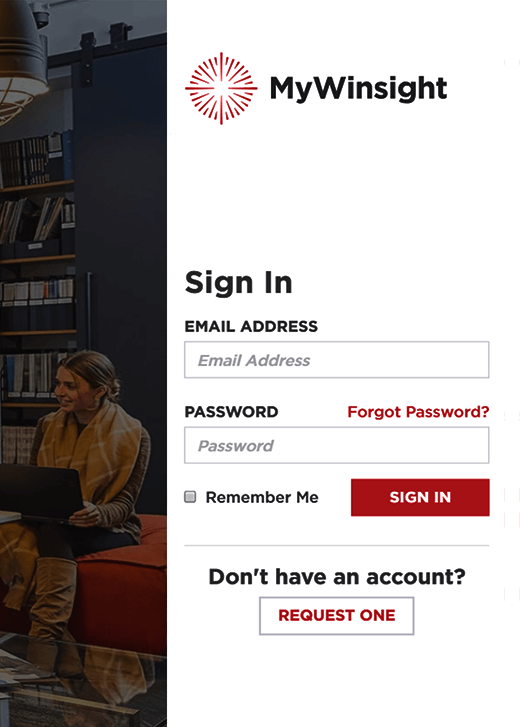 MyWinsight
Sign In
EMAIL ADDRESS
Email Address
PASSWORD Forgot Password?
Password
Remember Me SIGN IN
Don't have an account?
REQUEST ONE